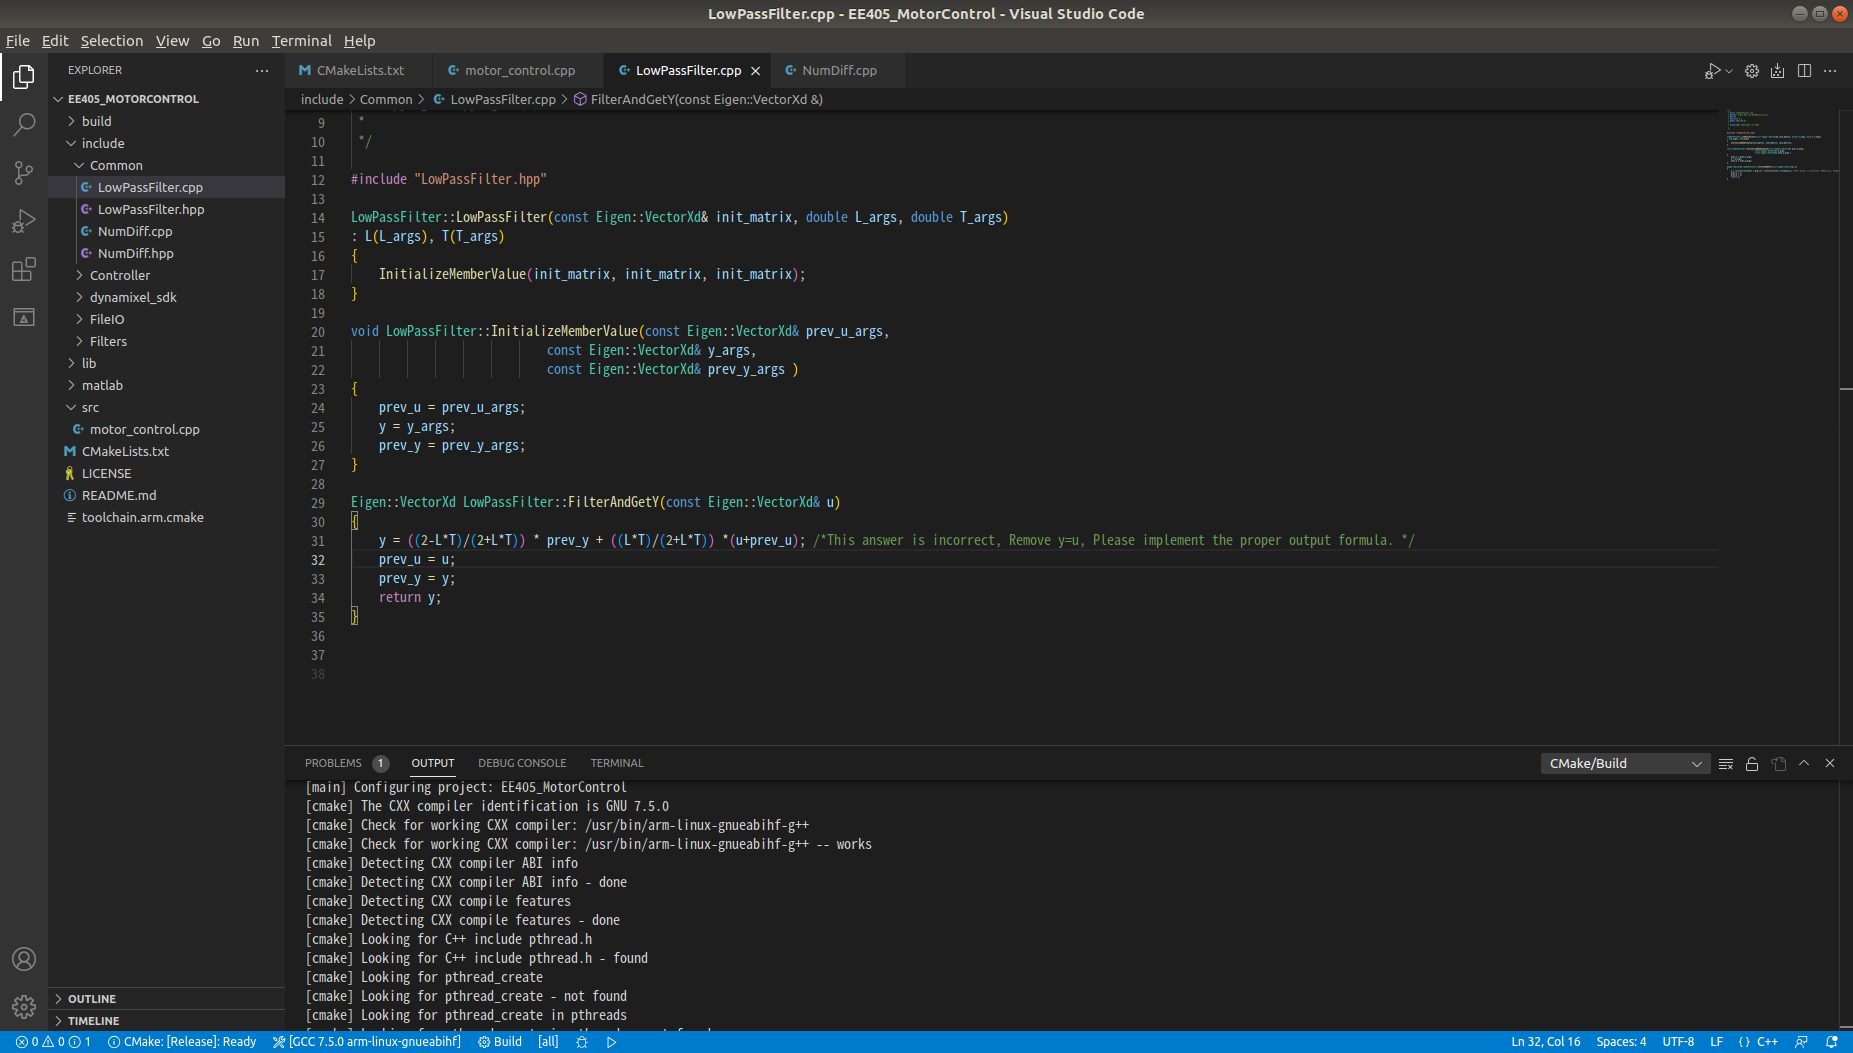 LowPassFilter.cpp - EE405_MotorControl - Visual Studio Code
File Edit Selection View Go Run Terminal Help
EXPLORER
EE405_MOTORCONTROL
build
include
Common
LowPassFilter.cpp
LowPassFilter.hpp
NumDiff.cpp
NumDiff.hpp
Controller
dynamixel_sdk
FileIO
Filters
lib
matlab
src
motor_control.cpp
CMakeLists.txt
LICENSE
README.md
toolchain.arm.cmake
OUTLINE
TIMELINE
CMakeLists.txt motor_control.cpp LowPassFilter.cpp NumDiff.cpp
include > Common > LowPassFilter.cpp > FilterAndGetY(const Eigen::VectorXd &)
9 *
10 */
11
12 #include "LowPassFilter.hpp"
13
14 LowPassFilter::LowPassFilter(const Eigen::VectorXd& init_matrix, double L_args, double T_args)
15 : L(L_args), T(T_args)
16 {
17 InitializeMemberValue(init_matrix, init_matrix, init_matrix);
18 }
19
20 void LowPassFilter::InitializeMemberValue(const Eigen::VectorXd& prev_u_args,
21 const Eigen::VectorXd& y_args,
22 const Eigen::VectorXd& prev_y_args )
23 {
24 prev_u = prev_u_args;
25 y = y_args;
26 prev_y = prev_y_args;
27 }
28
29 Eigen::VectorXd LowPassFilter::FilterAndGetY(const Eigen::VectorXd& u)
30 {
31 y = ((2-L*T)/(2+L*T)) * prev_y + ((L*T)/(2+L*T)) *(u+prev_u); /*This answer is incorrect, Remove y=u, Please implement the proper output formula. */
32 prev_u = u;
33 prev_y = y;
34 return y;
35 }
36
37
38
PROBLEMS 1 OUTPUT DEBUG CONSOLE TERMINAL CMake/Build
[main] Configuring project: EE405_MotorControl
[cmake] The CXX compiler identification is GNU 7.5.0
[cmake] Check for working CXX compiler: /usr/bin/arm-linux-gnueabihf-g++
[cmake] Check for working CXX compiler: /usr/bin/arm-linux-gnueabihf-g++ -- works
[cmake] Detecting CXX compiler ABI info
[cmake] Detecting CXX compiler ABI info - done
[cmake] Detecting CXX compile features
[cmake] Detecting CXX compile features - done
[cmake] Looking for C++ include pthread.h
[cmake] Looking for C++ include pthread.h - found
[cmake] Looking for pthread_create
[cmake] Looking for pthread_create - not found
[cmake] Looking for pthread_create in pthreads
0 0 1 CMake: [Release]: Ready [GCC 7.5.0 arm-linux-gnueabihf] Build [all] Ln 32, Col 16 Spaces: 4 UTF-8 LF {} C++